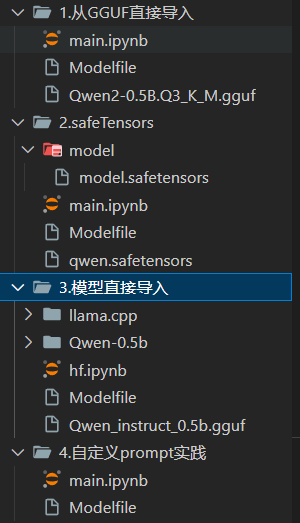 1.从GGUF直接导入
main.ipynb
Modelfile
Qwen2-0.5B.Q3_K_M.gguf
2.safeTensors
model
model.safetensors
main.ipynb
Modelfile
qwen.safetensors
3.模型直接导入
llama.cpp
Qwen-0.5b
hf.ipynb
Modelfile
Qwen_instruct_0.5b.gguf
4.自定义prompt实践
main.ipynb
Modelfile